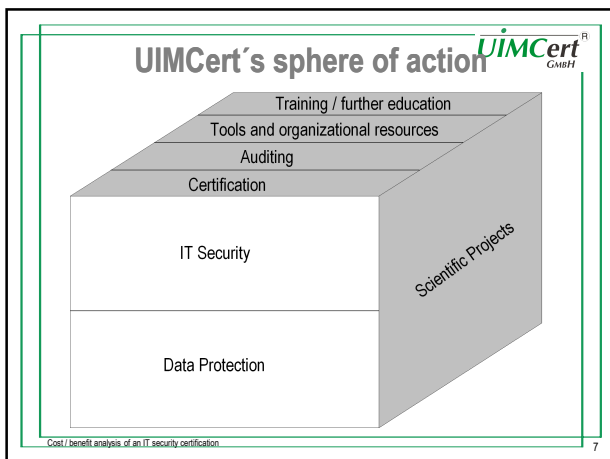 UIMCert´s sphere of action
UIMCert
GMBH
R
Training / further education
Tools and organizational resources
Auditing
Certification
IT Security
Scientific Projects
Data Protection
Cost / benefit analysis of an IT security certification
7